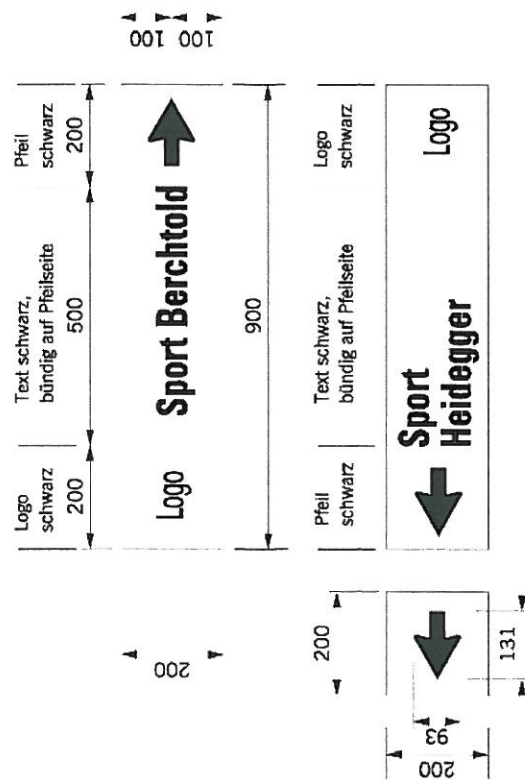 Logo
schwarz
Text schwarz,
bündig auf Pfeilseite
Pfeil
schwarz
200
500
200
200
Logo
Sport Berchtold
100
100
900
Pfeil
schwarz
Text schwarz,
bündig auf Pfeilseite
Logo
schwarz
200
200
93
131
Sport
Heidegger
Logo